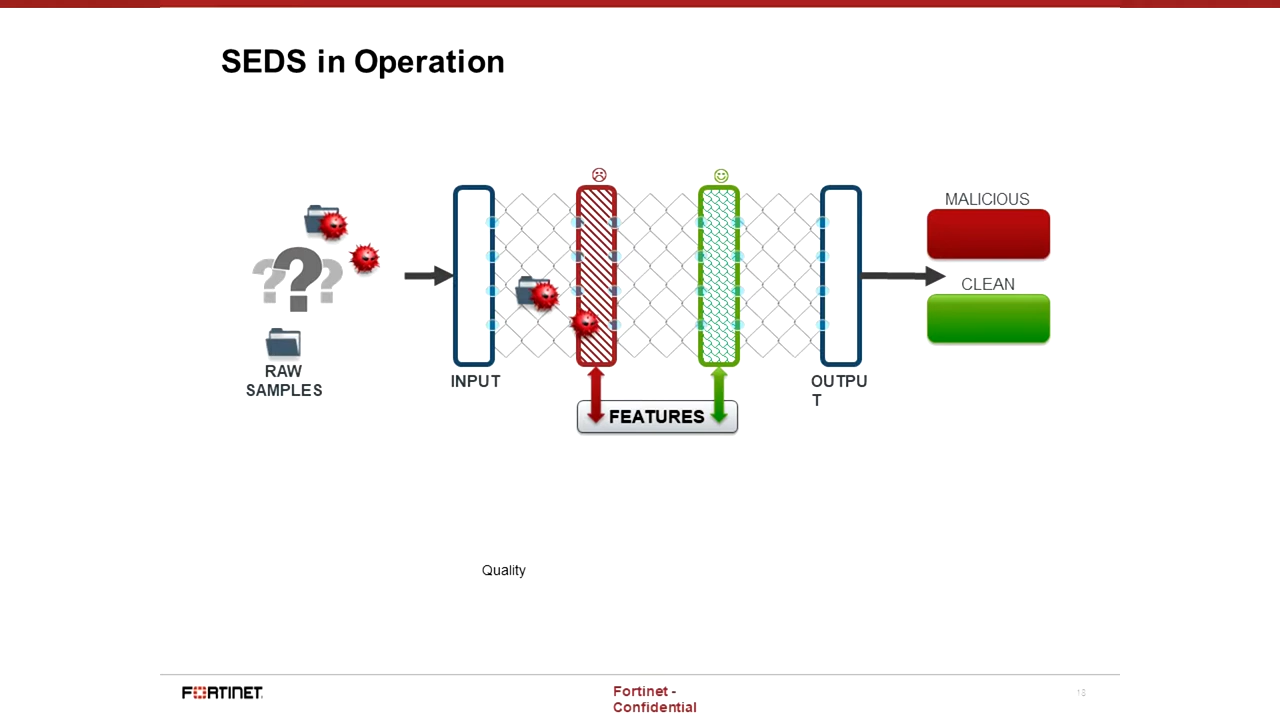 SEDS in Operation
MALICIOUS
CLEAN
???
RAW
SAMPLES
INPUT
OUTPU
T
FEATURES
Quality
FORTINET
Fortinet -
Confidential